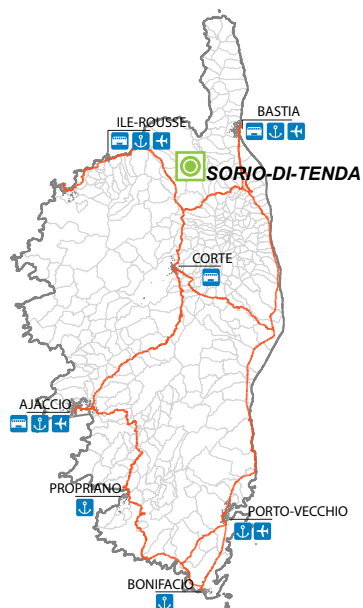 BASTIA
ILE-ROUSSE
SORIO-DI-TENDA
CORTE
AJACCIO
PROPRIANO
PORTO-VECCHIO
BONIFACIO